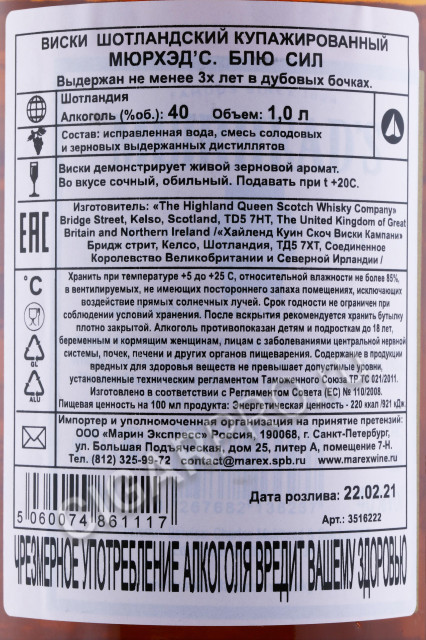 ВИСКИ ШОТЛАНДСКИЙ КУПАЖИРОВАННЫЙ
МЮРХЭД'С. БЛЮ СИЛ
Выдержан не менее 3х лет в дубовых бочках.
Шотландия
Алкоголь (%об.): 40 Объем: 1,0 л
Состав: исправленная вода, смесь солодовых
и зерновых выдержанных дистиллятов
Виски демонстрирует живой зерновой аромат.
Во вкусе сочный, обильный. Подавать при t +20С.
Изготовитель: «The Highland Queen Scotch Whisky Company»
Bridge Street, Kelso, Scotland, TD5 7HT, The United Kingdom of Great
Britain and Northern Ireland /«Хайленд Куин Скоч Виски Кампани»
Бридж стрит, Келсо, Шотландия, ТД5 7ХТ, Соединенное
Королевство Великобритании и Северной Ирландии /
EAC
°C
GL
ALU
Хранить при температуре +5 до +25 С, относительной влажности не более 85%,
в вентилируемых, не имеющих постороннего запаха помещениях, исключающих
воздействие прямых солнечных лучей. Срок годности не ограничен при
соблюдении условий хранения. После вскрытия рекомендуется хранить бутылку
плотно закрытой. Алкоголь противопоказан детям и подросткам до 18 лет,
беременным и кормящим женщинам, лицам с заболеваниями центральной нервной
системы, почек, печени и других органов пищеварения. Содержание в продукции
вредных для здоровья веществ не превышает допустимые уровни,
установленные техническим регламентом Таможенного Союза ТР ТС 021/2011.
Изготовлено в соответствии с Регламентом Совета (ЕС) № 110/2008.
Пищевая ценность на 100 мл продукта: Энергетическая ценность - 220 ккал /921 кДж
Импортер и уполномоченная организация на принятие претензий:
ООО «Марин Экспресс» Россия, 190068, г. Санкт-Петербург,
ул. Большая Подъяческая, дом 25, литер А, помещение 7-Н.
Тел. (812) 325-99-72 contact@marex.spb.ru www.marexwine.ru
Дата розлива: 22.02.21
5 060074 861117
Арт.: 3516222
ЧРЕЗМЕРНОЕ УПОТРЕБЛЕНИЕ АЛКОГОЛЯ ВРЕДИТ ВАШЕМУ ЗДОРОВЬЮ